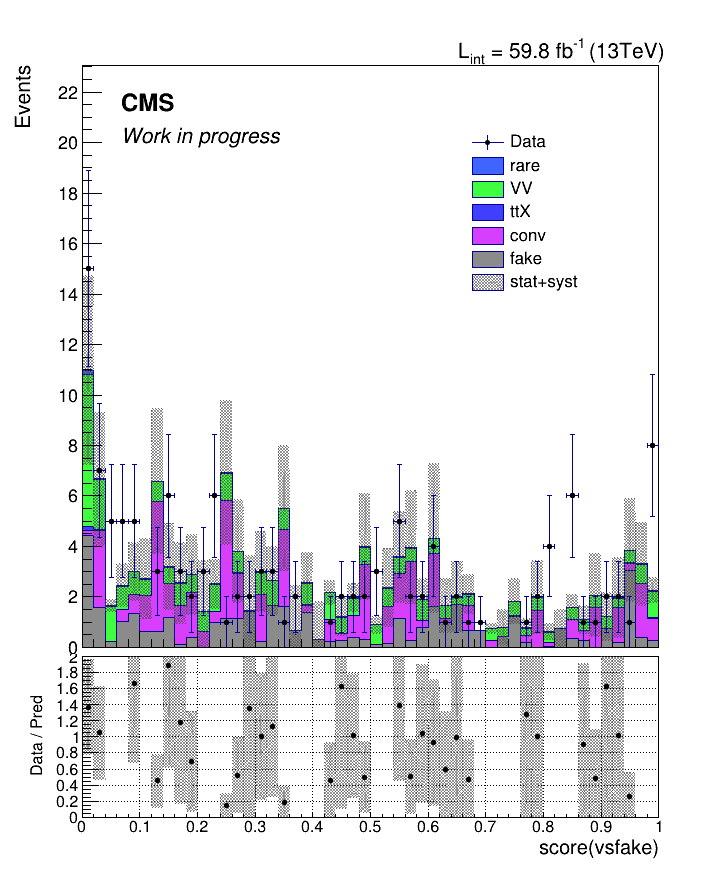 L_int = 59.8 fb^-1 (13TeV)
Events
CMS
Work in progress
Data
rare
VV
ttX
conv
fake
stat+syst
22
20
18
16
14
12
10
8
6
4
2
0
Data / Pred
2
1.8
1.6
1.4
1.2
1
0.8
0.6
0.4
0.2
0
0 0.1 0.2 0.3 0.4 0.5 0.6 0.7 0.8 0.9 1
score(vsfake)